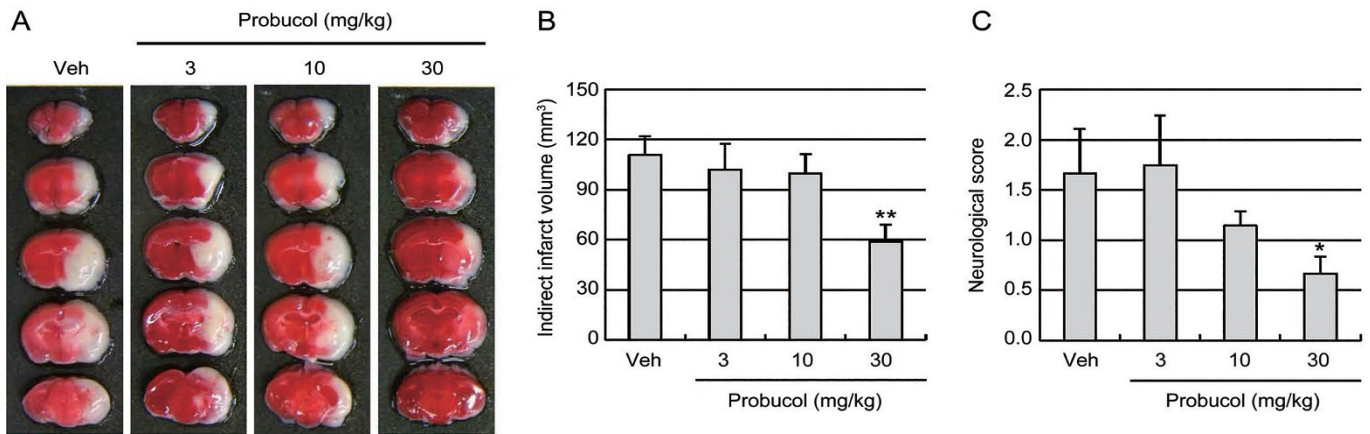 A
Probucol (mg/kg)
Veh 3 10 30
B
Indirect infarct volume (mm³)
150
120
90
60
30
0
**
Veh 3 10 30
Probucol (mg/kg)
C
Neurological score
2.5
2.0
1.5
1.0
0.5
0.0
*
Veh 3 10 30
Probucol (mg/kg)